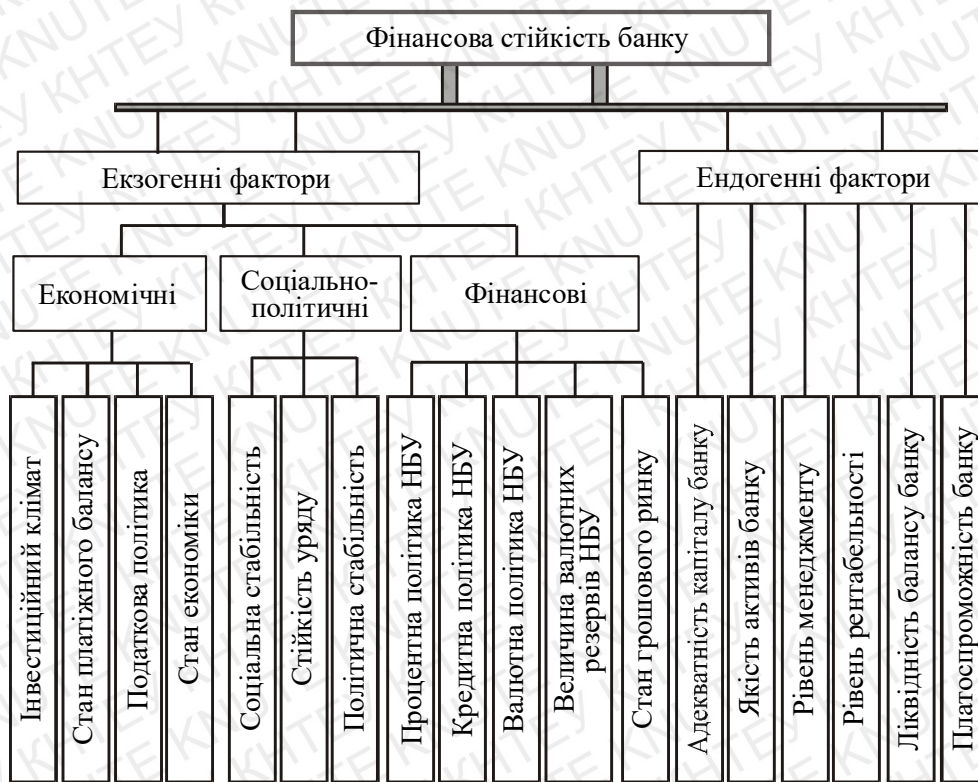 Фінансова стійкість банку
Екзогенні фактори
Ендогенні фактори
Економічні
Соціально-
політичні
Фінансові
Інвестиційний клімат
Стан платіжного балансу
Податкова політика
Стан економіки
Соціальна стабільність
Стійкість уряду
Політична стабільність
Процентна політика НБУ
Кредитна політика НБУ
Валютна політика НБУ
Величина валютних
резервів НБУ
Стан грошового ринку
Адекватність капіталу банку
Якість активів банку
Рівень менеджменту
Рівень рентабельності
Ліквідність балансу банку
Платоспроможність банку